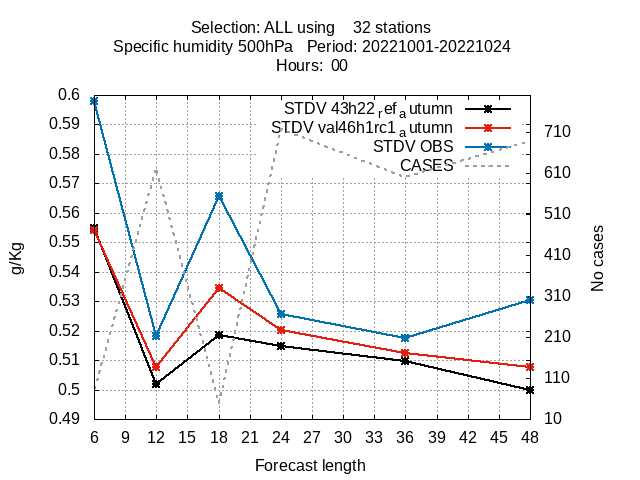 Selection: ALL using    32 stations
Specific humidity 500hPa   Period: 20221001-20221024
Hours:  00
0.6
0.59
0.58
0.57
0.56
0.55
0.54
0.53
0.52
0.51
0.5
0.49
g/Kg
STDV 43h22_ref_autumn
STDV val46h1rc1_autumn
STDV OBS
CASES
710
610
510
410
310
210
110
10
No cases
6 9 12 15 18 21 24 27 30 33 36 39 42 45 48
Forecast length